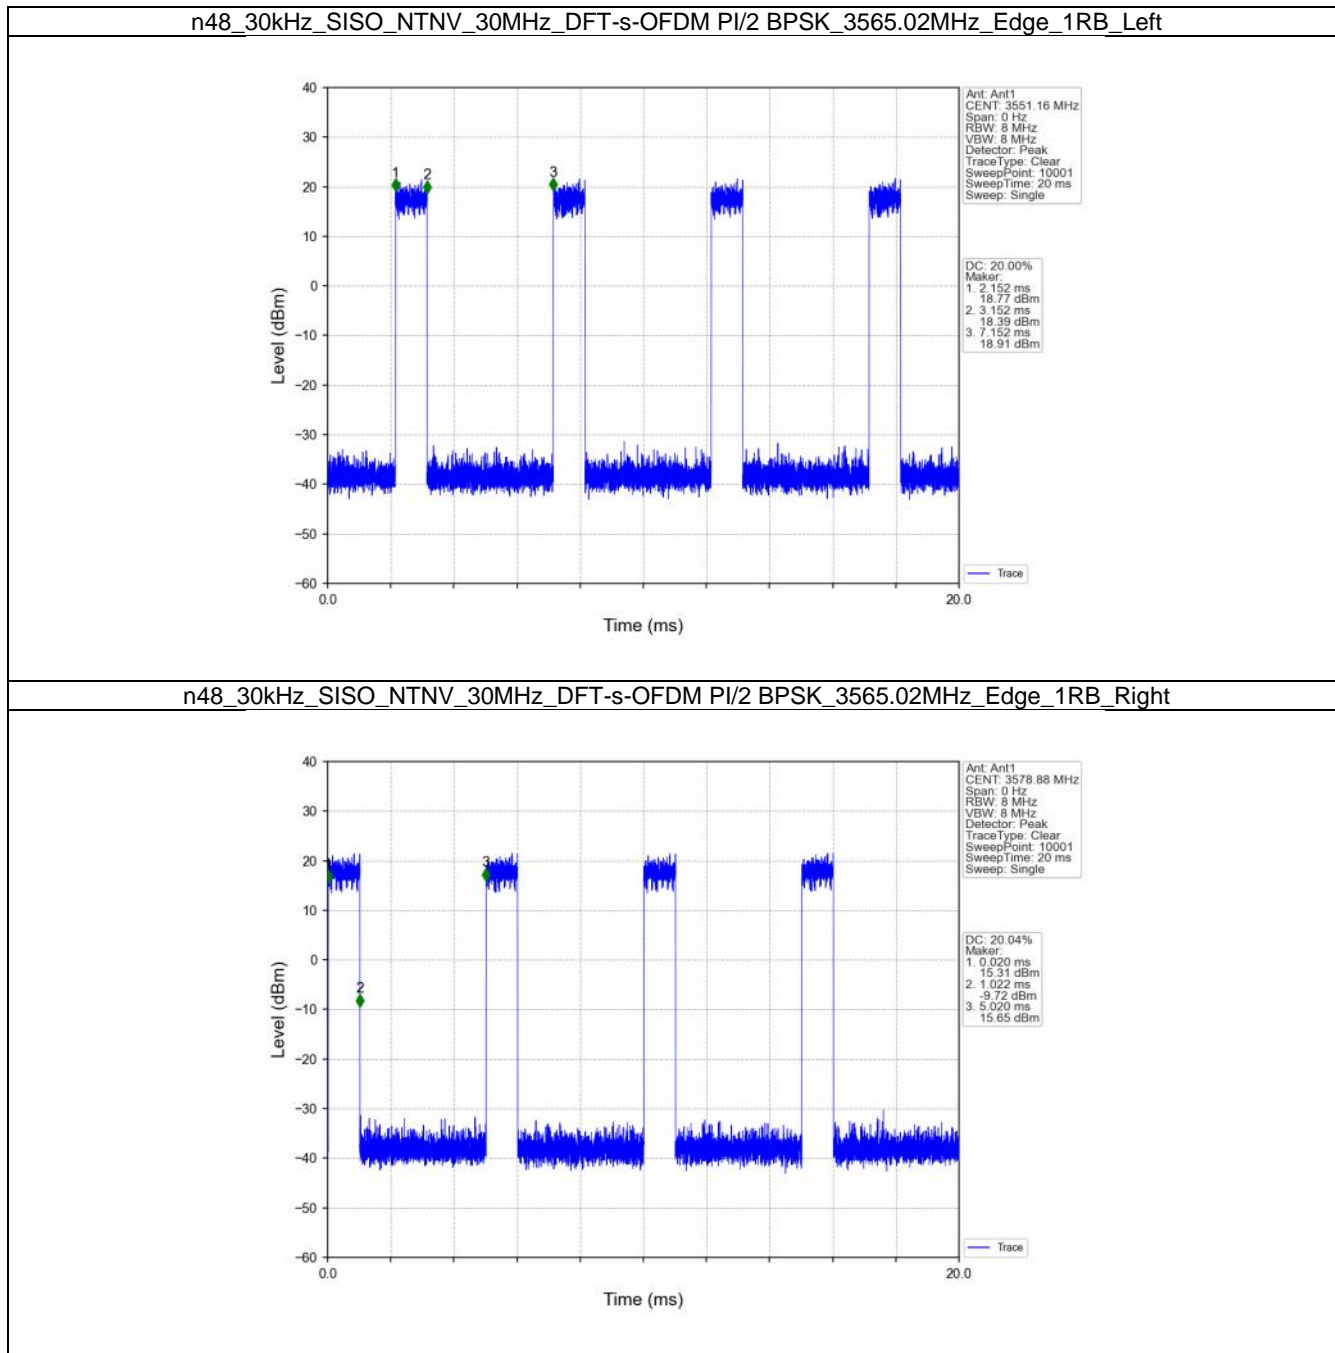 n48_30kHz_SISO_NTNV_30MHz_DFT-s-OFDM PI/2 BPSK_3565.02MHz_Edge_1RB_Left
40
30
20
10
0
−10
−20
−30
−40
−50
−60
Level (dBm)
1
2
3
0.0
20.0
Time (ms)
Ant: Ant1
CENT: 3551.16 MHz
Span: 0 Hz
RBW: 8 MHz
VBW: 8 MHz
Detector: Peak
TraceType: Clear
SweepPoint: 10001
SweepTime: 20 ms
Sweep: Single
DC: 20.00%
Maker:
1. 2.152 ms
18.77 dBm
2. 3.152 ms
18.39 dBm
3. 7.152 ms
18.91 dBm
Trace
n48_30kHz_SISO_NTNV_30MHz_DFT-s-OFDM PI/2 BPSK_3565.02MHz_Edge_1RB_Right
40
30
20
10
0
−10
−20
−30
−40
−50
−60
Level (dBm)
2
3
0.0
20.0
Time (ms)
Ant: Ant1
CENT: 3578.88 MHz
Span: 0 Hz
RBW: 8 MHz
VBW: 8 MHz
Detector: Peak
TraceType: Clear
SweepPoint: 10001
SweepTime: 20 ms
Sweep: Single
DC: 20.04%
Maker:
1. 0.020 ms
15.31 dBm
2. 1.022 ms
-9.72 dBm
3. 5.020 ms
15.65 dBm
Trace